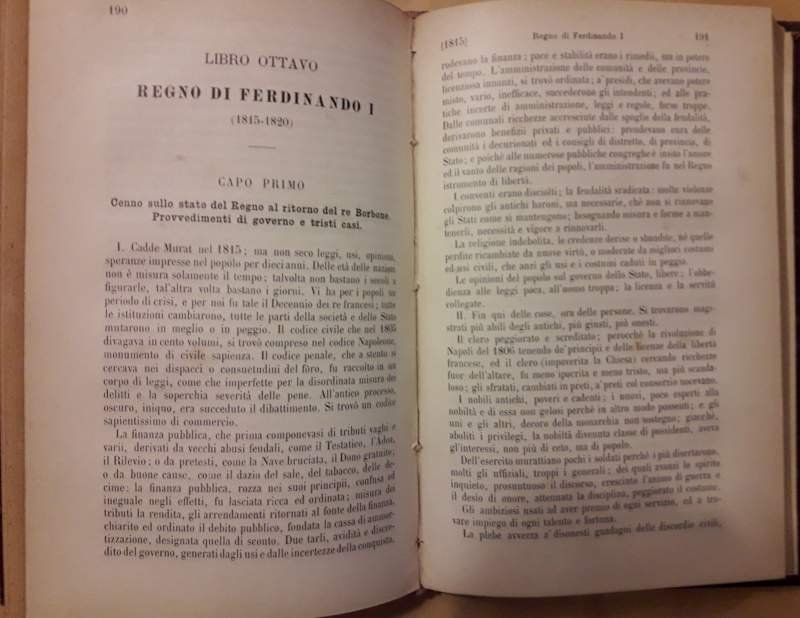 190
LIBRO OTTAVO
REGNO DI FERDINANDO I
(1815-1820)
CAPO PRIMO
Cenno sullo stato del Regno al ritorno del re Borbone.
Provvedimenti di governo e tristi casi.
I. Cadde Murat nel 1815; ma non seco leggi, usi, opinioni,
speranze impresse nel popolo per dieci anni. Delle età delle nazioni
non è misura solamente il tempo; talvolta non bastano i secoli a
figurarle, tal'altra volta bastano i giorni. Vi ha per i popoli un
periodo di crisi, e per noi fu tale il Decennio dei re francesi; tutte
le istituzioni cambiarono, tutte le parti della società e dello Stato
mutarono in meglio o in peggio. Il codice civile che nel 1805
divagava in cento volumi, si trovò compreso nel codice Napoleone,
monumento di civile sapienza. Il codice penale, che a stento si
cercava nei dispacci o consuetudini del fòro, fu raccolto in un
corpo di leggi, come che imperfette per la disordinata misura dei
delitti e la soperchia severità delle pene. All'antico processo,
oscuro, iniquo, era succeduto il dibattimento. Si trovò un codice
sapientissimo di commercio.
La finanza pubblica, che prima componevasi di tributi vaghi e
varii, derivati da vecchi abusi feudali, come il Testatico, l'Adoa,
il Rilevio; o da pretesti, come la Nave bruciata, il Dono gratuito;
o da buone cause, come il dazio del sale, del tabacco, delle de-
cime: la finanza pubblica, rozza nei suoi principii, confusa ed
ineguale negli effetti, fu lasciata ricca ed ordinata; misura dei
tributi la rendita, gli arrendamenti ritornati al fonte della finanza,
chiarito ed ordinato il debito pubblico, fondata la cassa di ammor-
tizzazione, designata quella di sconto. Due tarli, avidità e discre-
dito del governo, generati dagli usi e dalle incertezze della conquista,
[1815] Regno di Ferdinando I 191
rodevano la finanza; pace e stabilità erano i rimedii, ma in potere
del tempo. L'amministrazione delle comunità e delle provincie,
licenziosa innanzi, si trovò ordinata; a' presidi, che avevano potere
misto, vario, inefficace, succederono gli intendenti; ed alle pra-
tiche incerte di amministrazione, leggi e regole, forse troppe.
Dalle comunali ricchezze accresciute dalle spoglie della feudalità,
derivarono benefizii privati e pubblici: prendevano cura delle
comunità i decurionati ed i consigli di distretto, di provincia, di
Stato; e poichè alle numerose pubbliche congreghe è insito l'amore
ed il vanto delle ragioni dei popoli, l'amministrazione fu nel Regno
istromento di libertà.
I conventi erano disciolti; la feudalità sradicata: molte violenze
colpirono gli antichi baroni, ma necessarie, chè non si rinnovano
gli Stati come si mantengono; bisognando misura e forme a man-
tenerli, necessità e vigore a rinnovarli.
La religione indebolita, le credenze derise e sbandite, nè quelle
perdite ricambiate da nuove virtù, o moderate da migliori costumi
ed usi civili, che anzi gli usi e i costumi caduti in peggio.
Le opinioni del popolo sul governo dello Stato, libere; l'obbe-
dienza alle leggi poca, all'uomo troppa; la licenza e la servitù
collegate.
II. Fin qui delle cose, ora delle persone. Si trovarono magi-
strati più abili degli antichi, più giusti, più onesti.
Il clero peggiorato e screditato; perocchè la rivoluzione di
Napoli del 1806 tenendo de' principii e delle licenze della libertà
francese, ed il clero (impoverita la Chiesa) cercando ricchezze
fuor dell'altare, fu meno ipocrita e meno tristo, ma più scanda-
loso; gli sfratati, cambiati in preti, a' preti col consorzio nocevano.
I nobili antichi, poveri e cadenti; i nuovi, poco esperti alla
nobiltà e di essa non gelosi perchè in altro modo possenti; e gli
uni e gli altri, decoro della monarchia non sostegno; giacchè,
aboliti i privilegi, la nobiltà divenuta classe di possidenti, aveva
gl'interessi, non più di ceto, ma di popolo.
Dell'esercito murattiano pochi i soldati perchè i più disertarono,
molti gli uffiziali, troppi i generali; dei quali avanzi lo spirito
inquieto, prosuntuoso il discorso, cresciuto l'ansio di guerra e
il desio di onore, attenuata la disciplina, peggiorato il costume.
Gli ambiziosi usati ad aver premio di ogni servizio, ed a tro-
vare impiego di ogni talento e fortuna.
La plebe avvezza a' disonesti guadagni delle discordie civili,